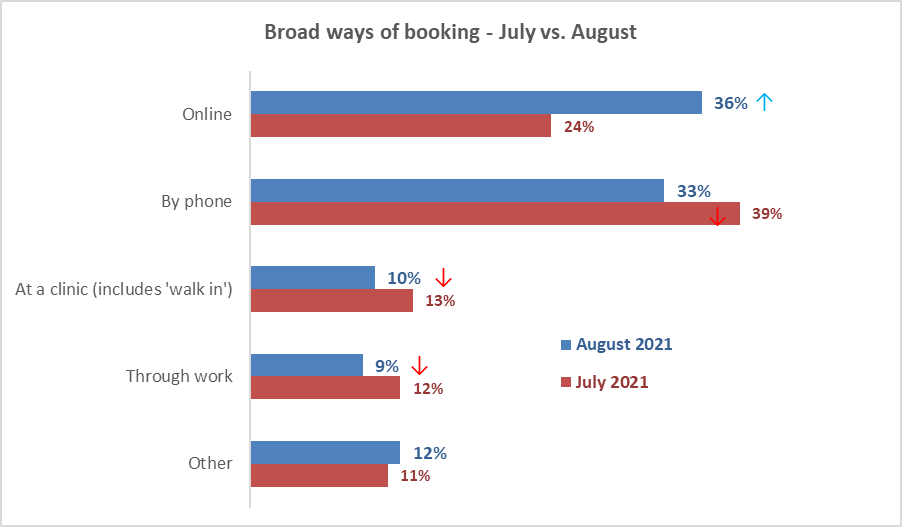 Broad ways of booking - July vs. August
Online
36%
24%
By phone
33%
39%
At a clinic (includes 'walk in')
10%
13%
Through work
9%
12%
Other
12%
11%
August 2021
July 2021